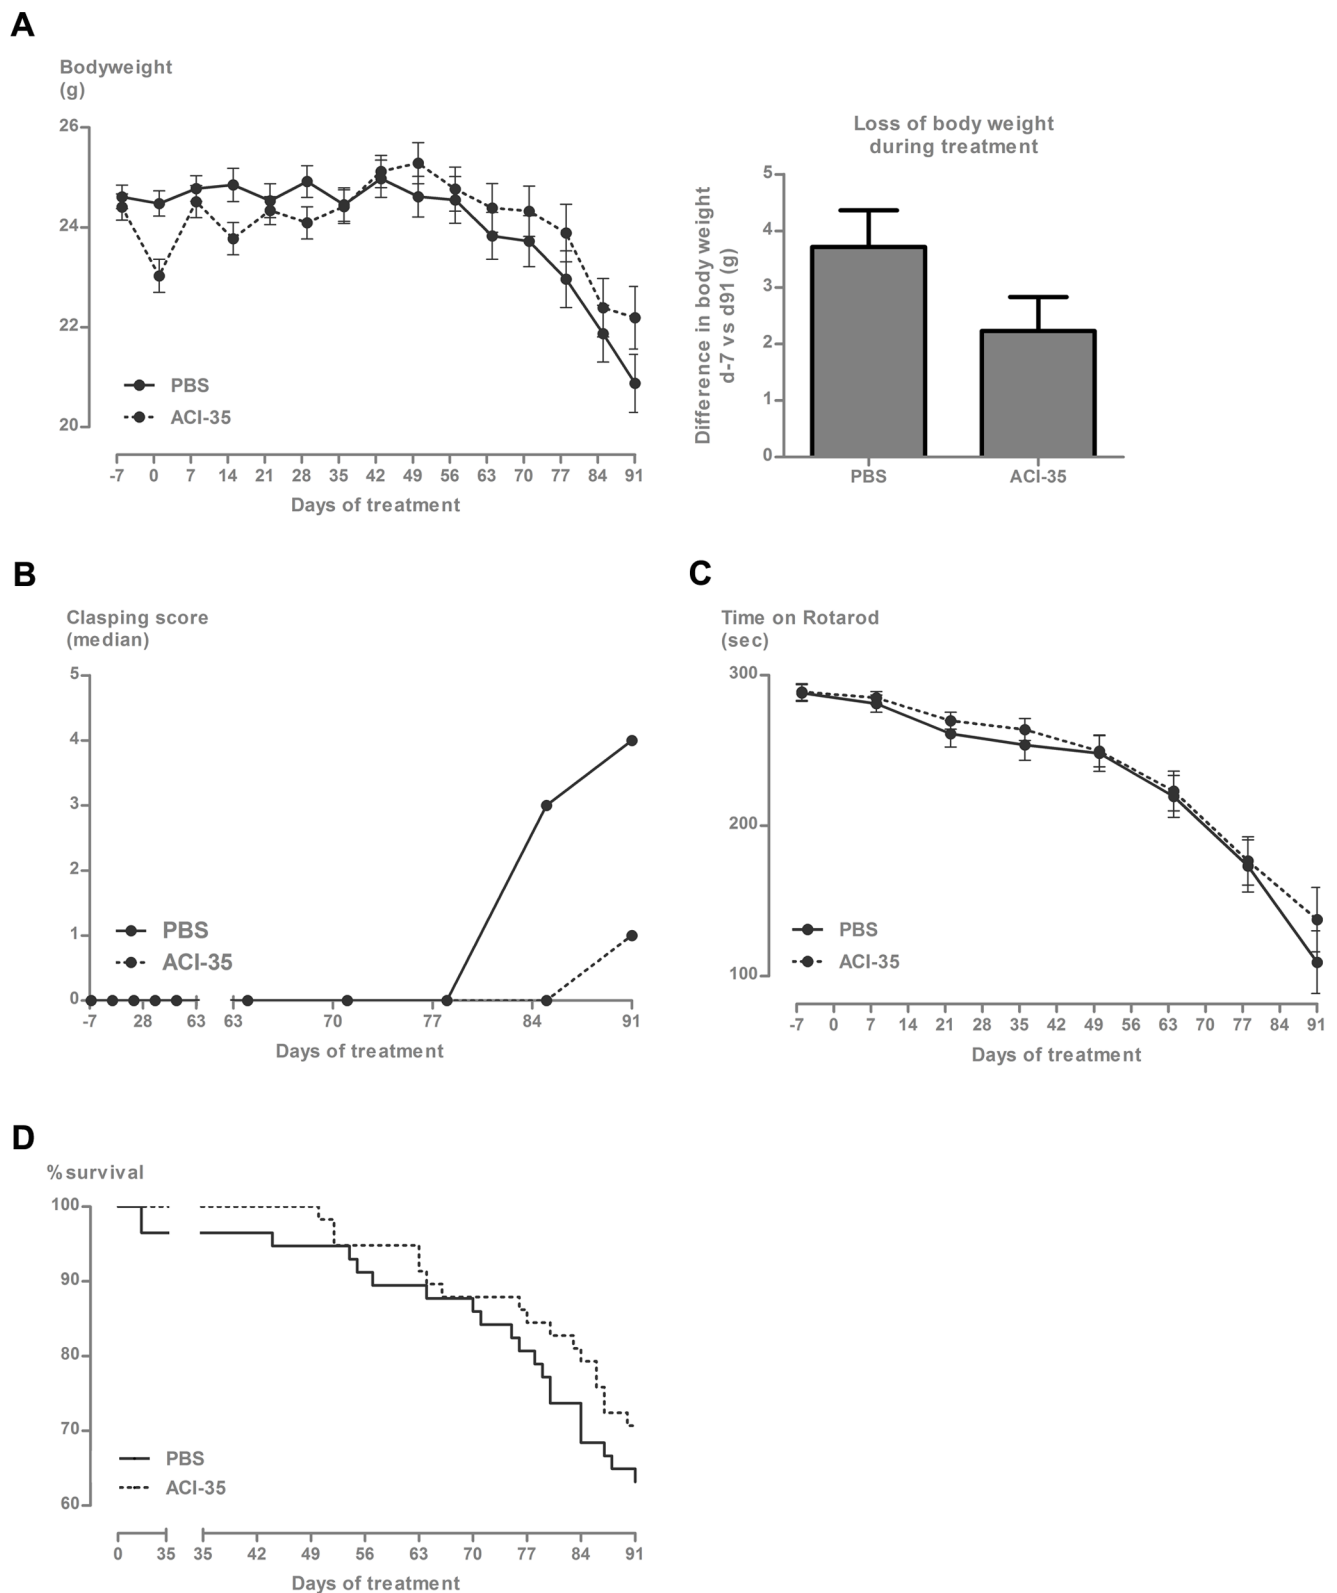 A
Bodyweight
(g)
26
24
22
20
PBS
ACI-35
-7 0 7 14 21 28 35 42 49 56 63 70 77 84 91
Days of treatment
Loss of body weight
during treatment
Difference in body weight
d-7 vs d91 (g)
5
4
3
2
1
0
PBS ACI-35
B
Clasping score
(median)
5
4
3
2
1
0
PBS
ACI-35
-7 28 63 63 70 77 84 91
Days of treatment
C
Time on Rotarod
(sec)
300
200
100
PBS
ACI-35
-7 0 7 14 21 28 35 42 49 56 63 70 77 84 91
Days of treatment
D
% survival
100
90
80
70
60
PBS
ACI-35
0 35 35 42 49 56 63 70 77 84 91
Days of treatment